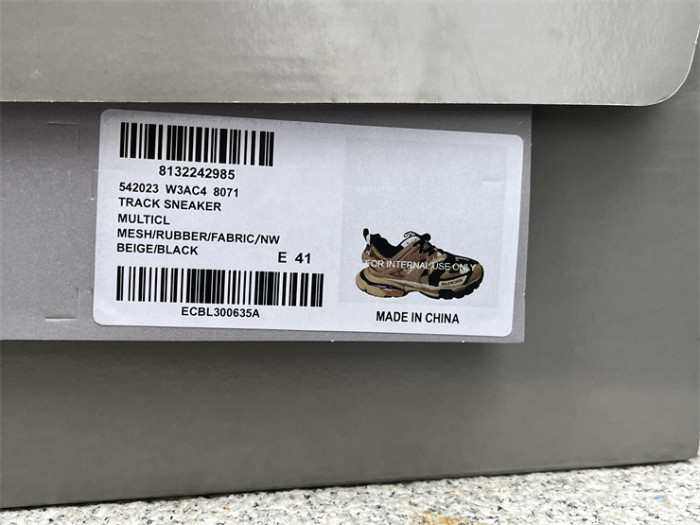 8132242985
542023 W3AC4 8071
TRACK SNEAKER
MULTICL
MESH/RUBBER/FABRIC/NW
BEIGE/BLACK
E 41
ECBL300635A
FOR INTERNAL USE ONLY
MADE IN CHINA